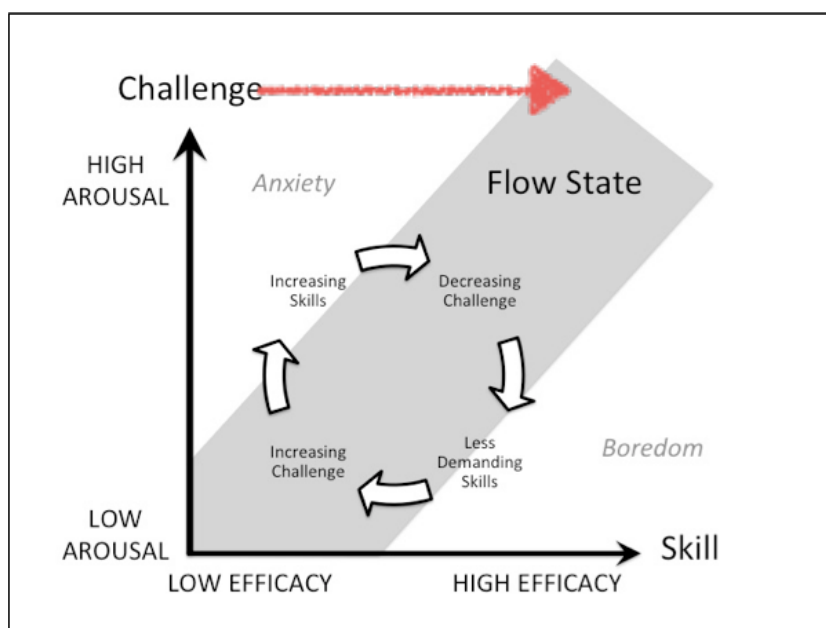 Challenge
HIGH
AROUSAL
Anxiety
Flow State
Increasing
Skills
Decreasing
Challenge
Increasing
Challenge
Less
Demanding
Skills
Boredom
LOW
AROUSAL
Skill
LOW EFFICACY
HIGH EFFICACY